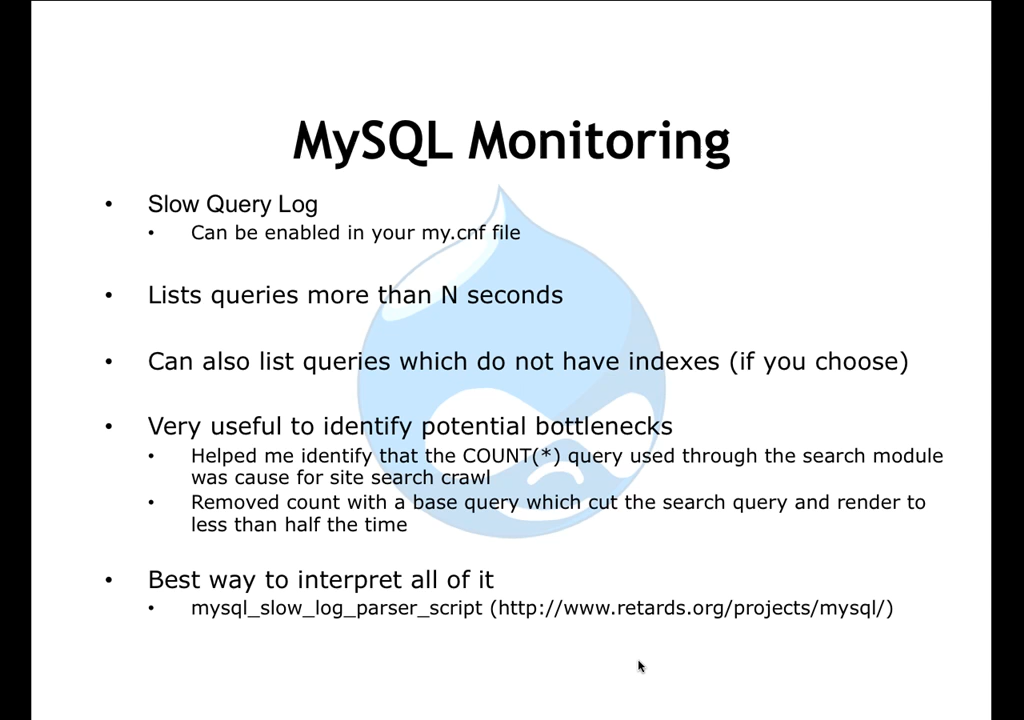 MySQL Monitoring
• Slow Query Log
• Can be enabled in your my.cnf file
• Lists queries more than N seconds
• Can also list queries which do not have indexes (if you choose)
• Very useful to identify potential bottlenecks
• Helped me identify that the COUNT(*) query used through the search module
was cause for site search crawl
• Removed count with a base query which cut the search query and render to
less than half the time
• Best way to interpret all of it
• mysql_slow_log_parser_script (http://www.retards.org/projects/mysql/)